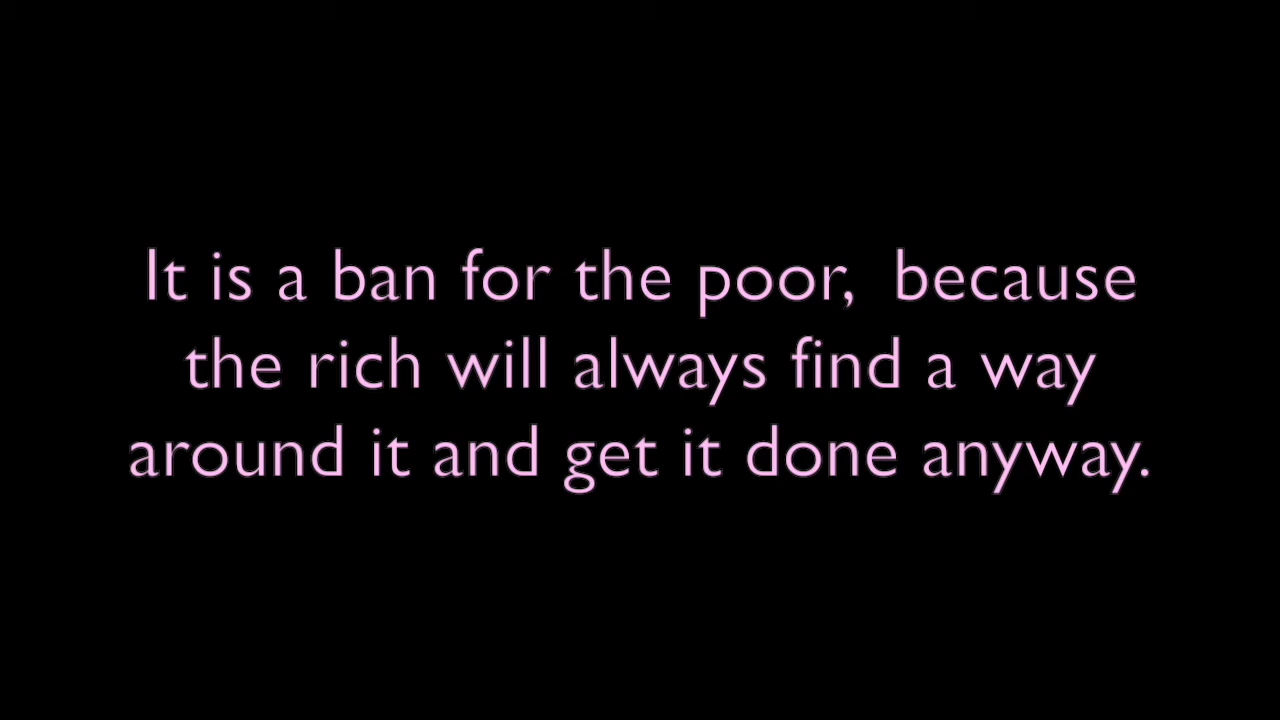 It is a ban for the poor, because
the rich will always find a way
around it and get it done anyway.